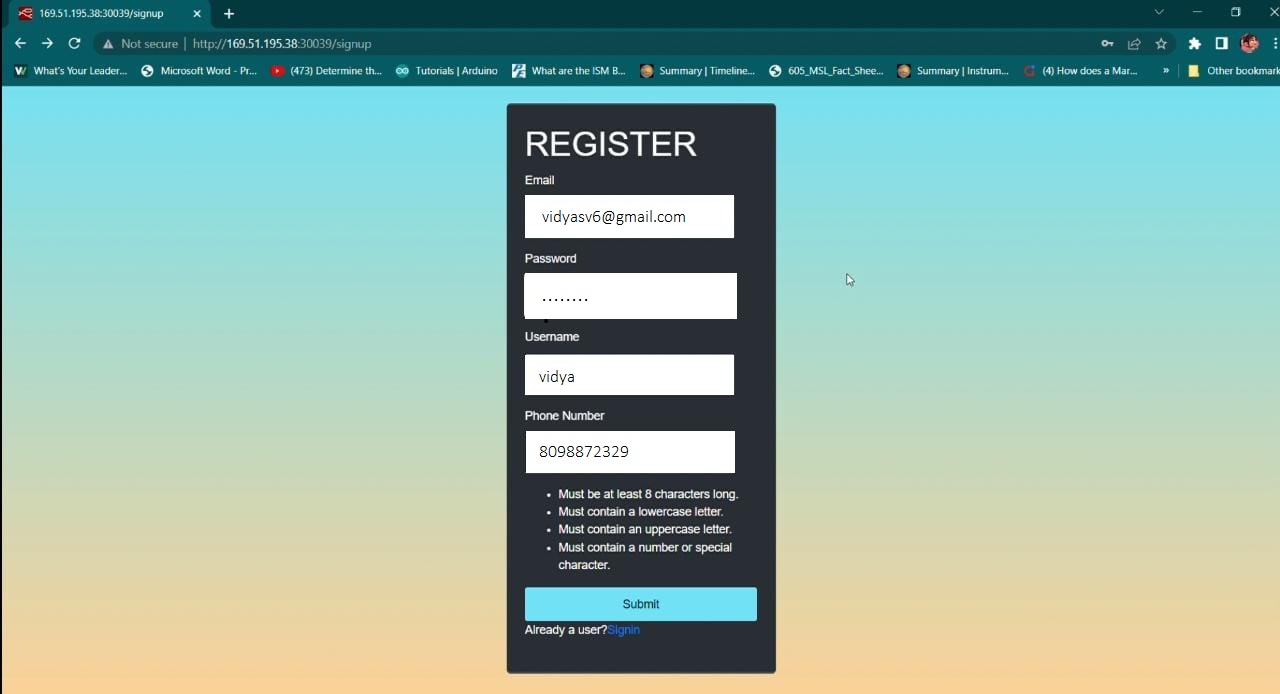 169.51.195.38:30039/signup
Not secure | http://169.51.195.38:30039/signup
What's Your Leader... Microsoft Word - Pr... (473) Determine th... Tutorials | Arduino What are the ISM B... Summary | Timeline... 605_MSL_Fact_Shee... Summary | Instrum... (4) How does a Mar... » Other bookmark
REGISTER
Email
vidyasv6@gmail.com
Password
........
Username
vidya
Phone Number
8098872329
• Must be at least 8 characters long.
• Must contain a lowercase letter.
• Must contain an uppercase letter.
• Must contain a number or special
character.
Submit
Already a user?Signin